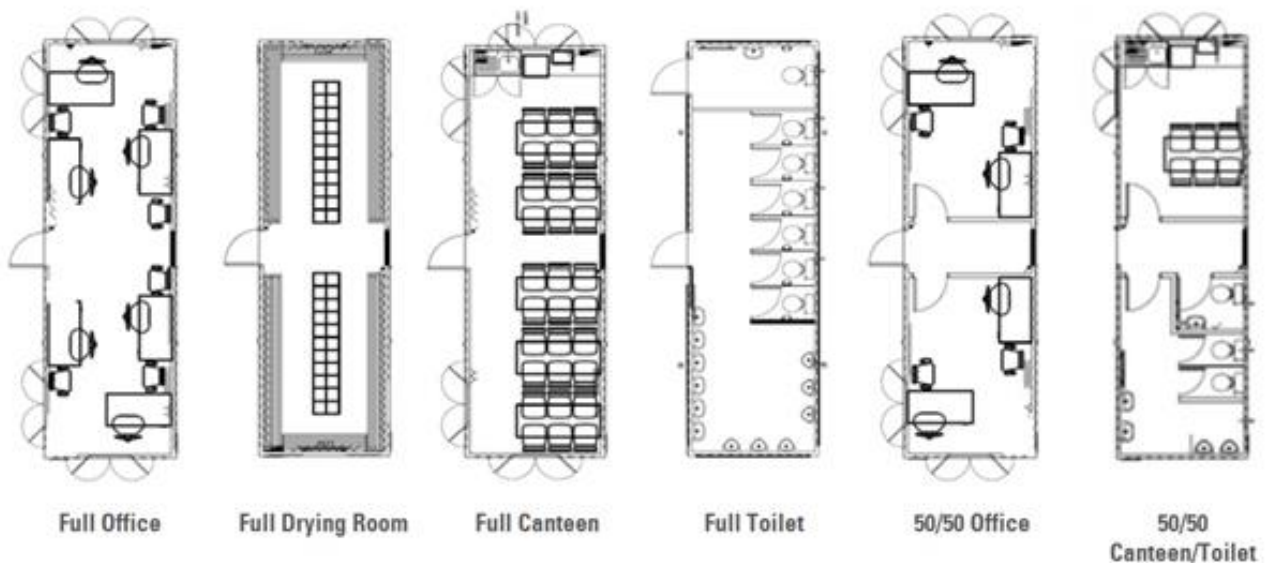 Full Office
Full Drying Room
Full Canteen
Full Toilet
50/50 Office
50/50
Canteen/Toilet